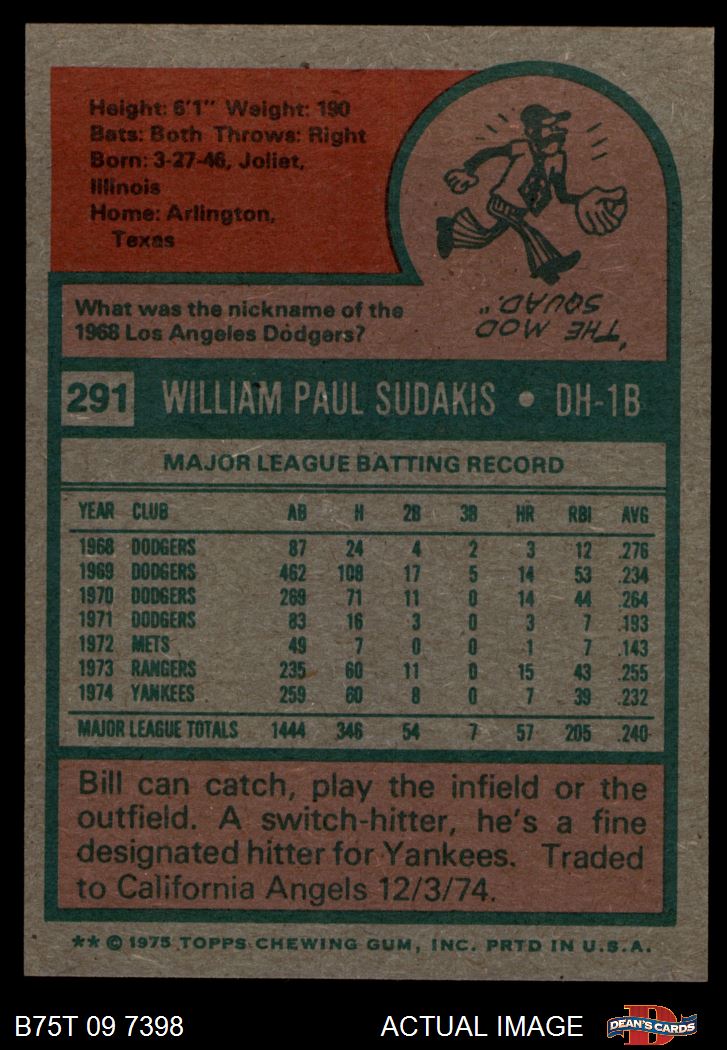 Height: 6'1" Weight: 190
Bats: Both Throws: Right
Born: 3-27-46, Joliet,
Illinois
Home: Arlington,
Texas
What was the nickname of the
1968 Los Angeles Dodgers?
"THE MOD
SQUAD."
291 WILLIAM PAUL SUDAKIS • DH-1B
MAJOR LEAGUE BATTING RECORD
YEAR CLUB AB H 2B 3B HR RBI AVG
1968 DODGERS 87 24 4 2 3 12 .276
1969 DODGERS 462 108 17 5 14 53 .234
1970 DODGERS 269 71 11 0 14 44 .264
1971 DODGERS 83 16 3 0 3 7 .193
1972 METS 49 7 0 0 1 7 .143
1973 RANGERS 235 60 11 0 15 43 .255
1974 YANKEES 259 60 8 0 7 39 .232
MAJOR LEAGUE TOTALS 1444 346 54 7 57 205 .240
Bill can catch, play the infield or the
outfield. A switch-hitter, he's a fine
designated hitter for Yankees. Traded
to California Angels 12/3/74.
** © 1975 TOPPS CHEWING GUM, INC. PRTD IN U.S.A.
B75T 09 7398 ACTUAL IMAGE D DEAN'S CARDS